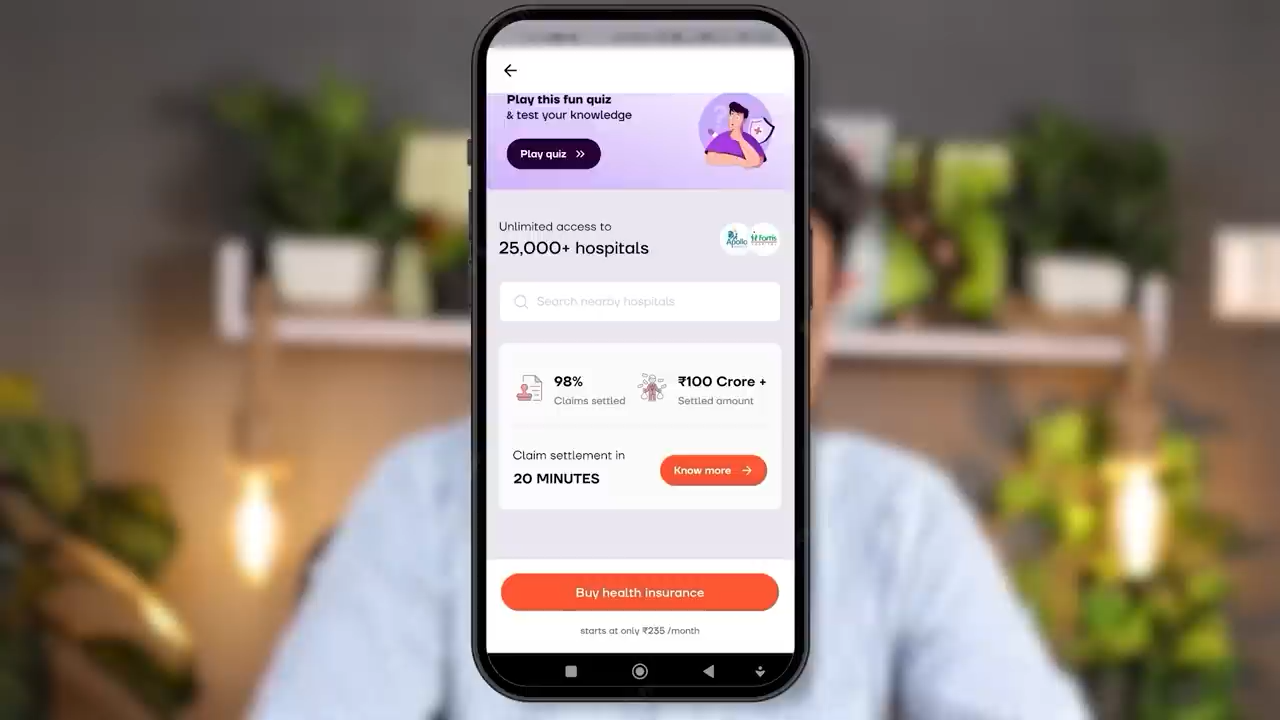 Play this fun quiz
& test your knowledge
Play quiz
Unlimited access to
25,000+ hospitals
Apollo
Fortis
Search nearby hospitals
98%
Claims settled
₹100 Crore +
Settled amount
Claim settlement in
20 MINUTES
Know more
Buy health insurance
starts at only ₹235 /month